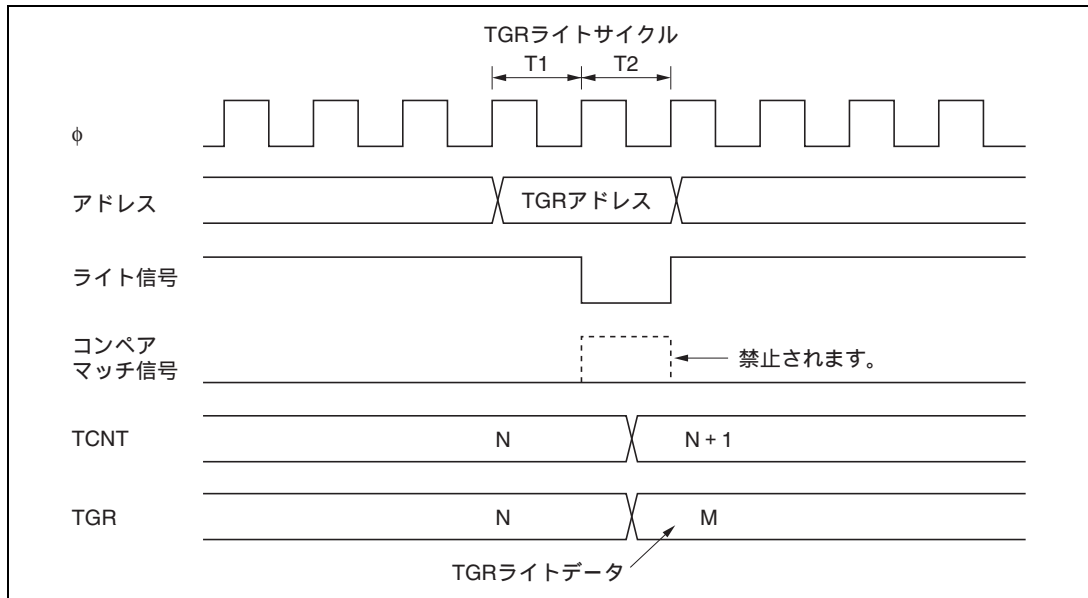 TGRライトサイクル
T1 T2
φ
アドレス TGRアドレス
ライト信号
コンペア
マッチ信号 禁止されます。
TCNT N N + 1
TGR N M
TGRライトデータ